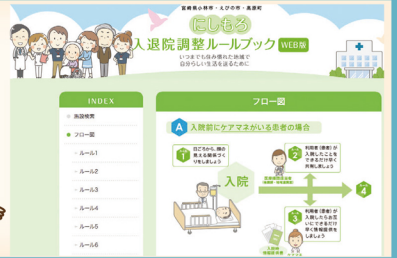 宮崎県小林市・えびの市・高原町
にしもろ
入退院調整ルールブック WEB版
いつまでも住み慣れた地域で
自分らしい生活を送るために
INDEX
施設検索
フロー図
ルール1
ルール2
ルール3
ルール4
ルール5
ルール6
フロー図
A 入院前にケアマネがいる患者の場合
1
日ごろから、顔の
見える関係づく
りをしましょう
入院
2
利用者(患者)が
入院したことを
できるだけ早く
共有しましょう
3
利用者(患者)が
入院したらお互
いにできるだけ
早く情報提供を
しましょう
4